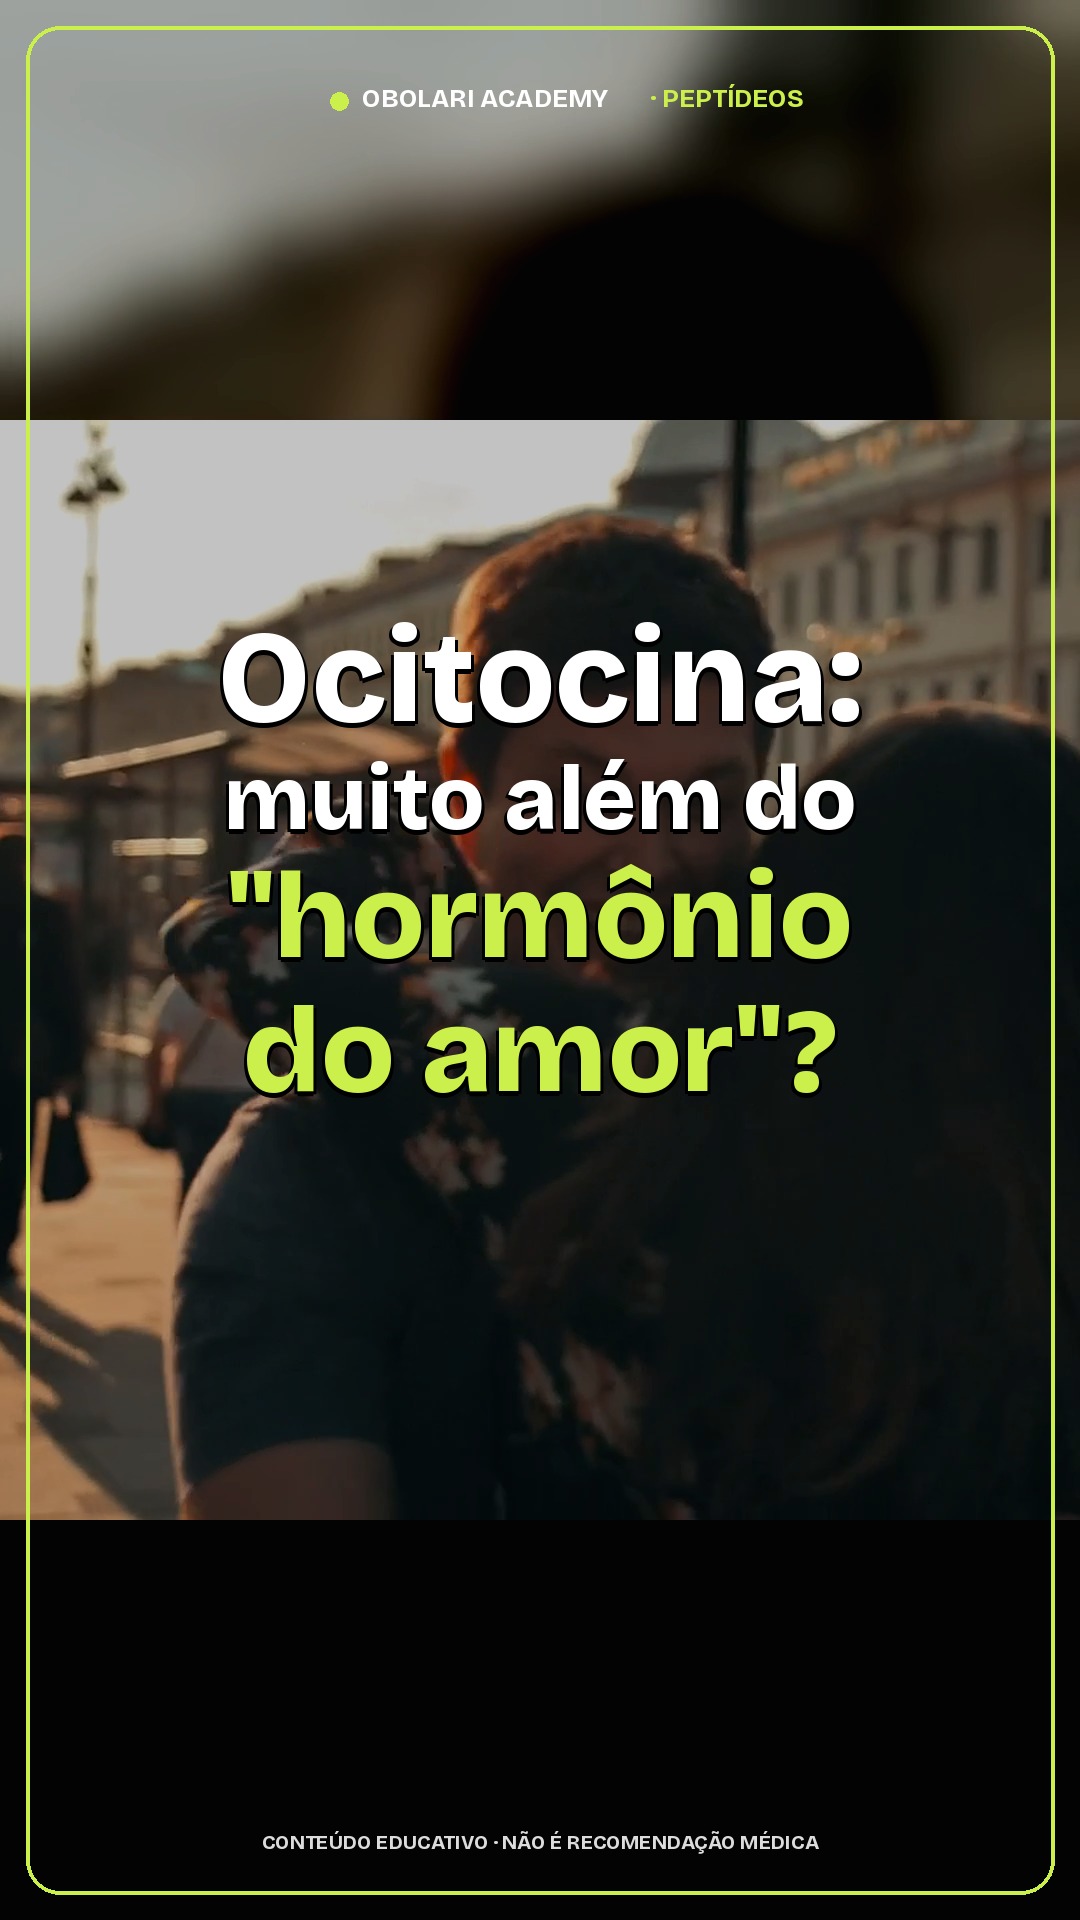 OBOLARI ACADEMY · PEPTÍDEOS
Ocitocina:
muito além do
"hormônio
do amor"?
CONTEÚDO EDUCATIVO · NÃO É RECOMENDAÇÃO MÉDICA